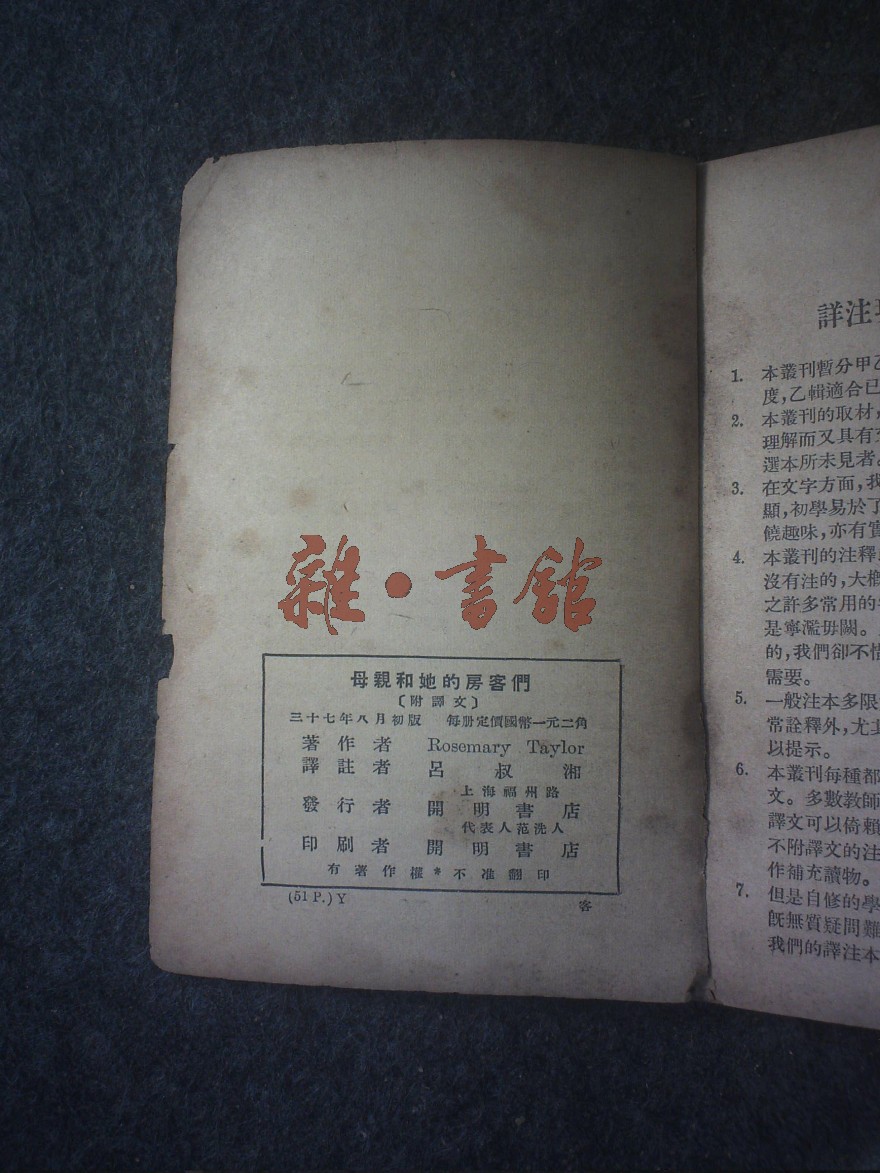 雜·書館
母親和她的房客們
〔附譯文〕
三十七年八月初版 每册定價國幣一元二角
著作者 Rosemary Taylor
譯註者 呂叔湘
上海福州路
發行者 開明書店
代表人范洗人
印刷者 開明書店
有著作權*不准翻印
(51 P.) Y 客
詳注
1. 本叢刊暫分甲乙
度，乙輯適合已
2. 本叢刊的取材，
理解而又具有
選本所未見者。
3. 在文字方面，我
顯，初學易於了
饒趣味，亦有實
4. 本叢刊的注釋
沒有注的，大概
之許多常用的
是寧濫毋闕。
的，我們卻不惜
需要。
5. 一般注本多限
常詮釋外，尤其
以提示。
6. 本叢刊每種都
文。多數教師
譯文可以倚賴
不附譯文的注
作補充讀物。
7. 但是自修的學
旣無質疑問難
我們的譯注本